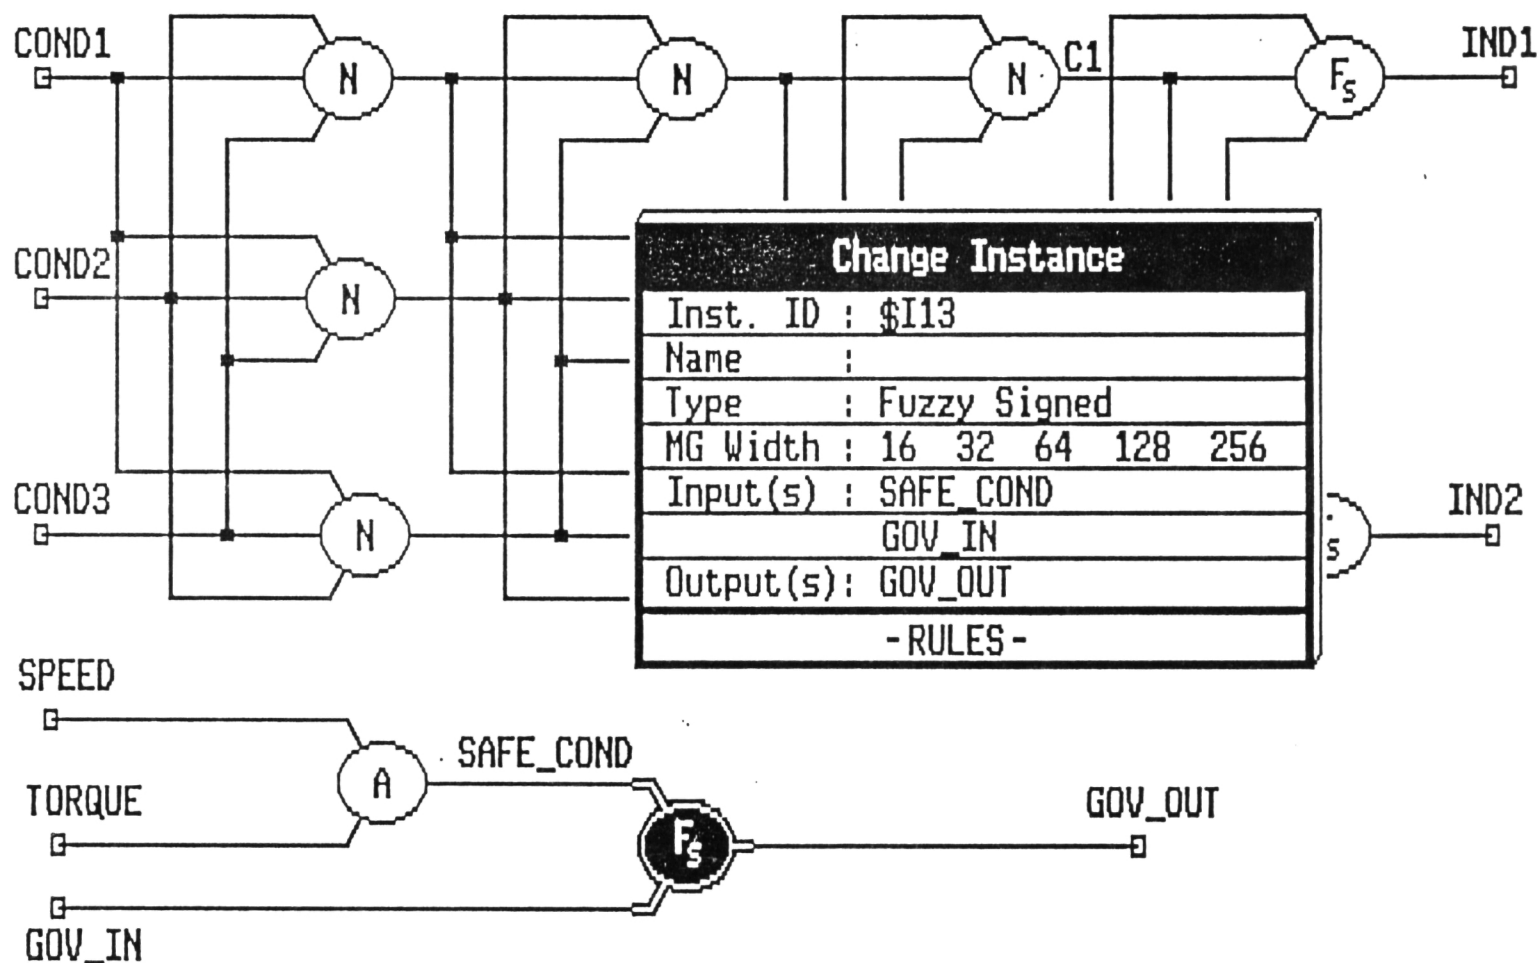 COND1
N
N
N
C1
Fs
IND1
COND2
N
Change Instance
Inst. ID : $I13
Name :
Type : Fuzzy Signed
MG Width : 16 32 64 128 256
Input(s) : SAFE_COND
GOV_IN
Output(s): GOV_OUT
-RULES-
COND3
N
s
IND2
SPEED
A
SAFE_COND
TORQUE
Fs
GOV_OUT
GOV_IN